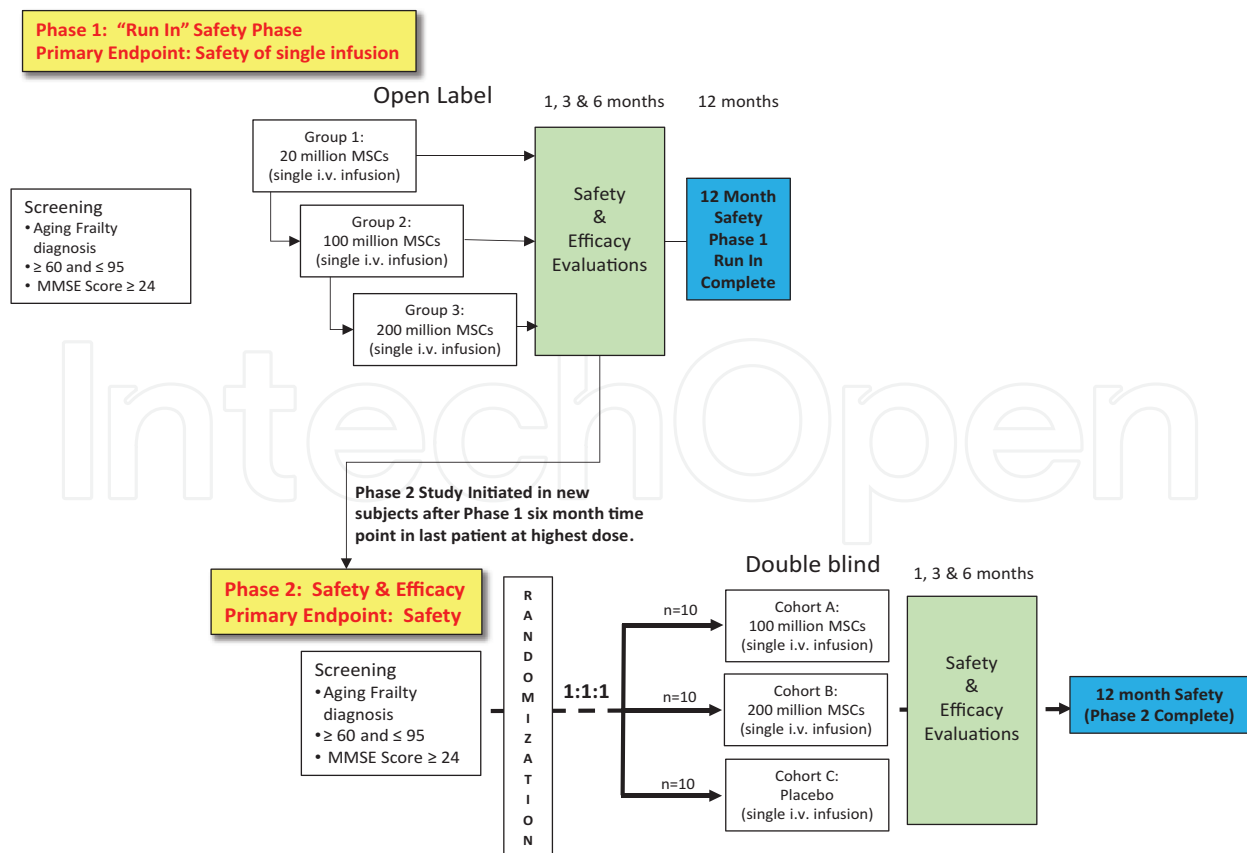 Phase 1: “Run In” Safety Phase
Primary Endpoint: Safety of single infusion
Open Label
1, 3 & 6 months
12 months
Group 1:
20 million MSCs
(single i.v. infusion)
Screening
•Aging Frailty
diagnosis
•≥ 60 and ≤ 95
• MMSE Score ≥ 24
Group 2:
100 million MSCs
(single i.v. infusion)
Group 3:
200 million MSCs
(single i.v. infusion)
Safety
&
Efficacy
Evaluations
12 Month
Safety
Phase 1
Run In
Complete
IntechOpen
Phase 2 Study Initiated in new
subjects after Phase 1 six month time
point in last patient at highest dose.
Phase 2: Safety & Efficacy
Primary Endpoint: Safety
Screening
•Aging Frailty
diagnosis
•≥ 60 and ≤ 95
• MMSE Score ≥ 24
R
A
N
D
O
M
I
Z
A
T
I
O
N
1:1:1
Double blind
1, 3 & 6 months
n=10
Cohort A:
100 million MSCs
(single i.v. infusion)
n=10
Cohort B:
200 million MSCs
(single i.v. infusion)
n=10
Cohort C:
Placebo
(single i.v. infusion)
Safety
&
Efficacy
Evaluations
12 month Safety
(Phase 2 Complete)